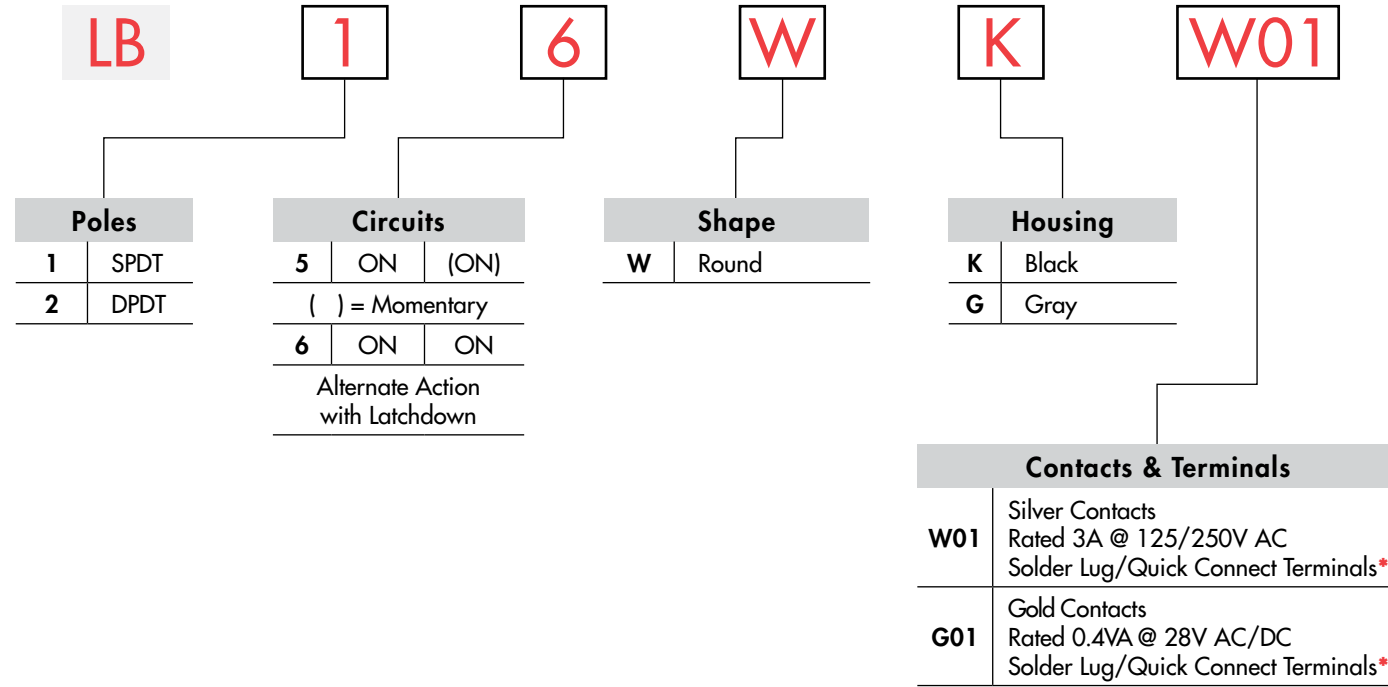 LB 1 6 W K W01
Poles
1 SPDT
2 DPDT
Circuits
5 ON (ON)
( ) = Momentary
6 ON ON
Alternate Action
with Latchdown
Shape
W Round
Housing
K Black
G Gray
Contacts & Terminals
W01 Silver Contacts
Rated 3A @ 125/250V AC
Solder Lug/Quick Connect Terminals*
G01 Gold Contacts
Rated 0.4VA @ 28V AC/DC
Solder Lug/Quick Connect Terminals*